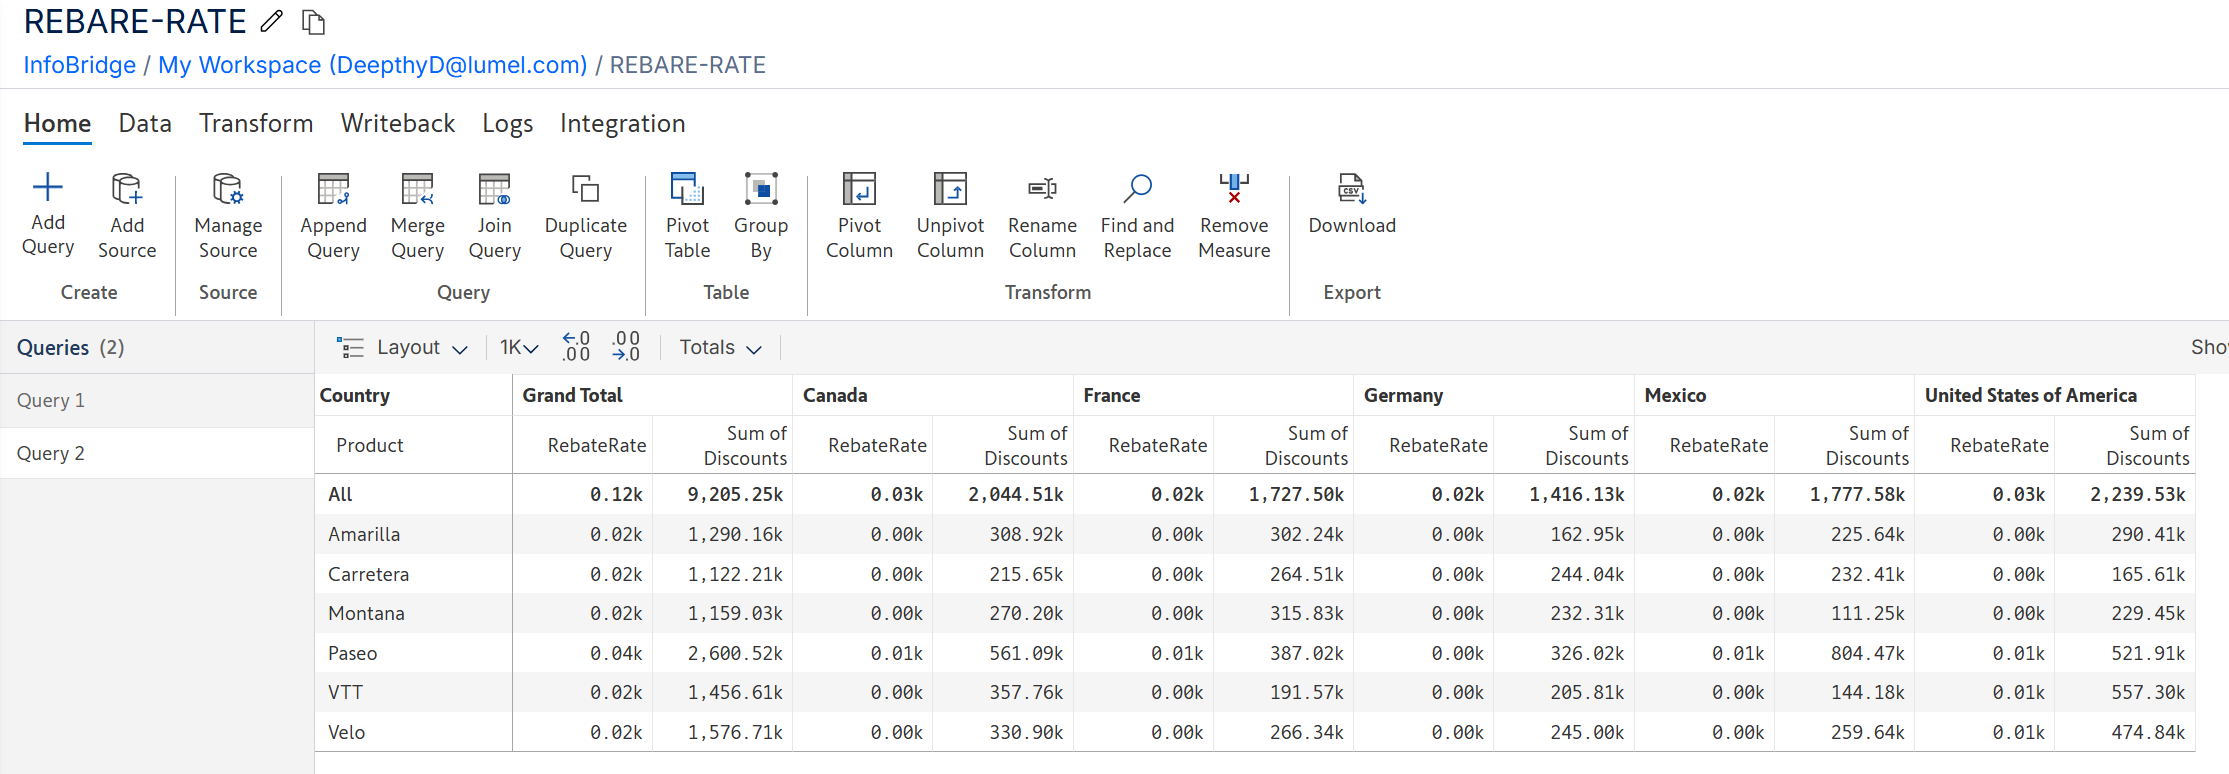 REBARE-RATE
InfoBridge / My Workspace (DeepthyD@lumel.com) / REBARE-RATE
Home Data Transform Writeback Logs Integration
Add Query Add Source Manage Source Append Query Merge Query Join Query Duplicate Query Pivot Table Group By Pivot Column Unpivot Column Rename Column Find and Replace Remove Measure CSV Download
Create Source Query Table Transform Export
Queries (2) Layout 1K .0 .00 .00 .0 Totals Sho
Query 1
Query 2
Country Grand Total Canada France Germany Mexico United States of America
Product RebateRate Sum of Discounts RebateRate Sum of Discounts RebateRate Sum of Discounts RebateRate Sum of Discounts RebateRate Sum of Discounts RebateRate Sum of Discounts
All 0.12k 9,205.25k 0.03k 2,044.51k 0.02k 1,727.50k 0.02k 1,416.13k 0.02k 1,777.58k 0.03k 2,239.53k
Amarilla 0.02k 1,290.16k 0.00k 308.92k 0.00k 302.24k 0.00k 162.95k 0.00k 225.64k 0.00k 290.41k
Carretera 0.02k 1,122.21k 0.00k 215.65k 0.00k 264.51k 0.00k 244.04k 0.00k 232.41k 0.00k 165.61k
Montana 0.02k 1,159.03k 0.00k 270.20k 0.00k 315.83k 0.00k 232.31k 0.00k 111.25k 0.00k 229.45k
Paseo 0.04k 2,600.52k 0.01k 561.09k 0.01k 387.02k 0.00k 326.02k 0.01k 804.47k 0.01k 521.91k
VTT 0.02k 1,456.61k 0.00k 357.76k 0.00k 191.57k 0.00k 205.81k 0.00k 144.18k 0.01k 557.30k
Velo 0.02k 1,576.71k 0.00k 330.90k 0.00k 266.34k 0.00k 245.00k 0.00k 259.64k 0.01k 474.84k